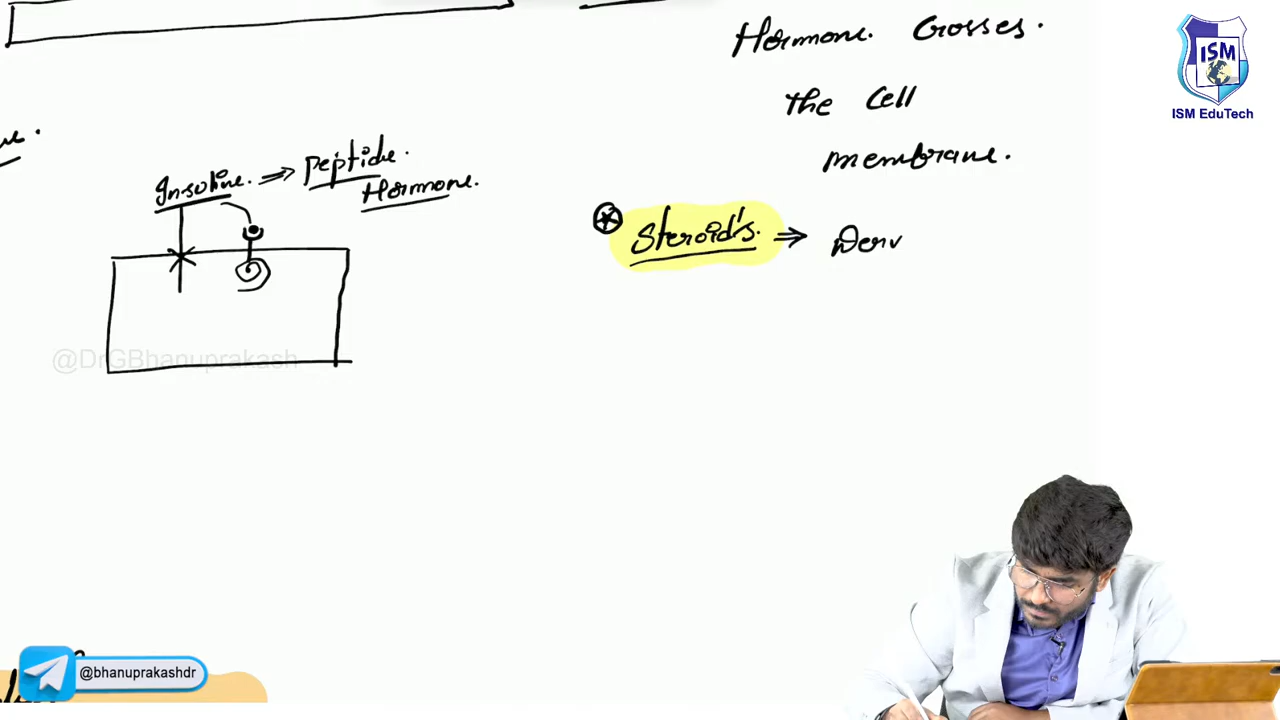 Hormone. Crosses.
the Cell
membrane.
Insuline. ⇒ peptide.
Hormone.
Steroid's. ⇒ Derv
ISM
ISM EduTech
@DrGBhanuprakash
@bhanuprakashdr